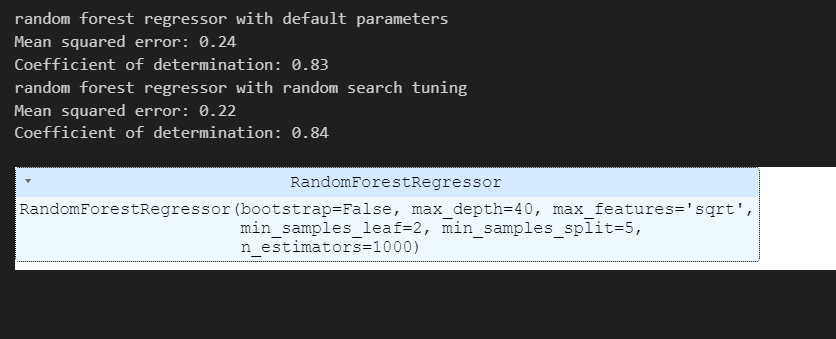 random forest regressor with default parameters
Mean squared error: 0.24
Coefficient of determination: 0.83
random forest regressor with random search tuning
Mean squared error: 0.22
Coefficient of determination: 0.84
RandomForestRegressor
RandomForestRegressor(bootstrap=False, max_depth=40, max_features='sqrt',
min_samples_leaf=2, min_samples_split=5,
n_estimators=1000)